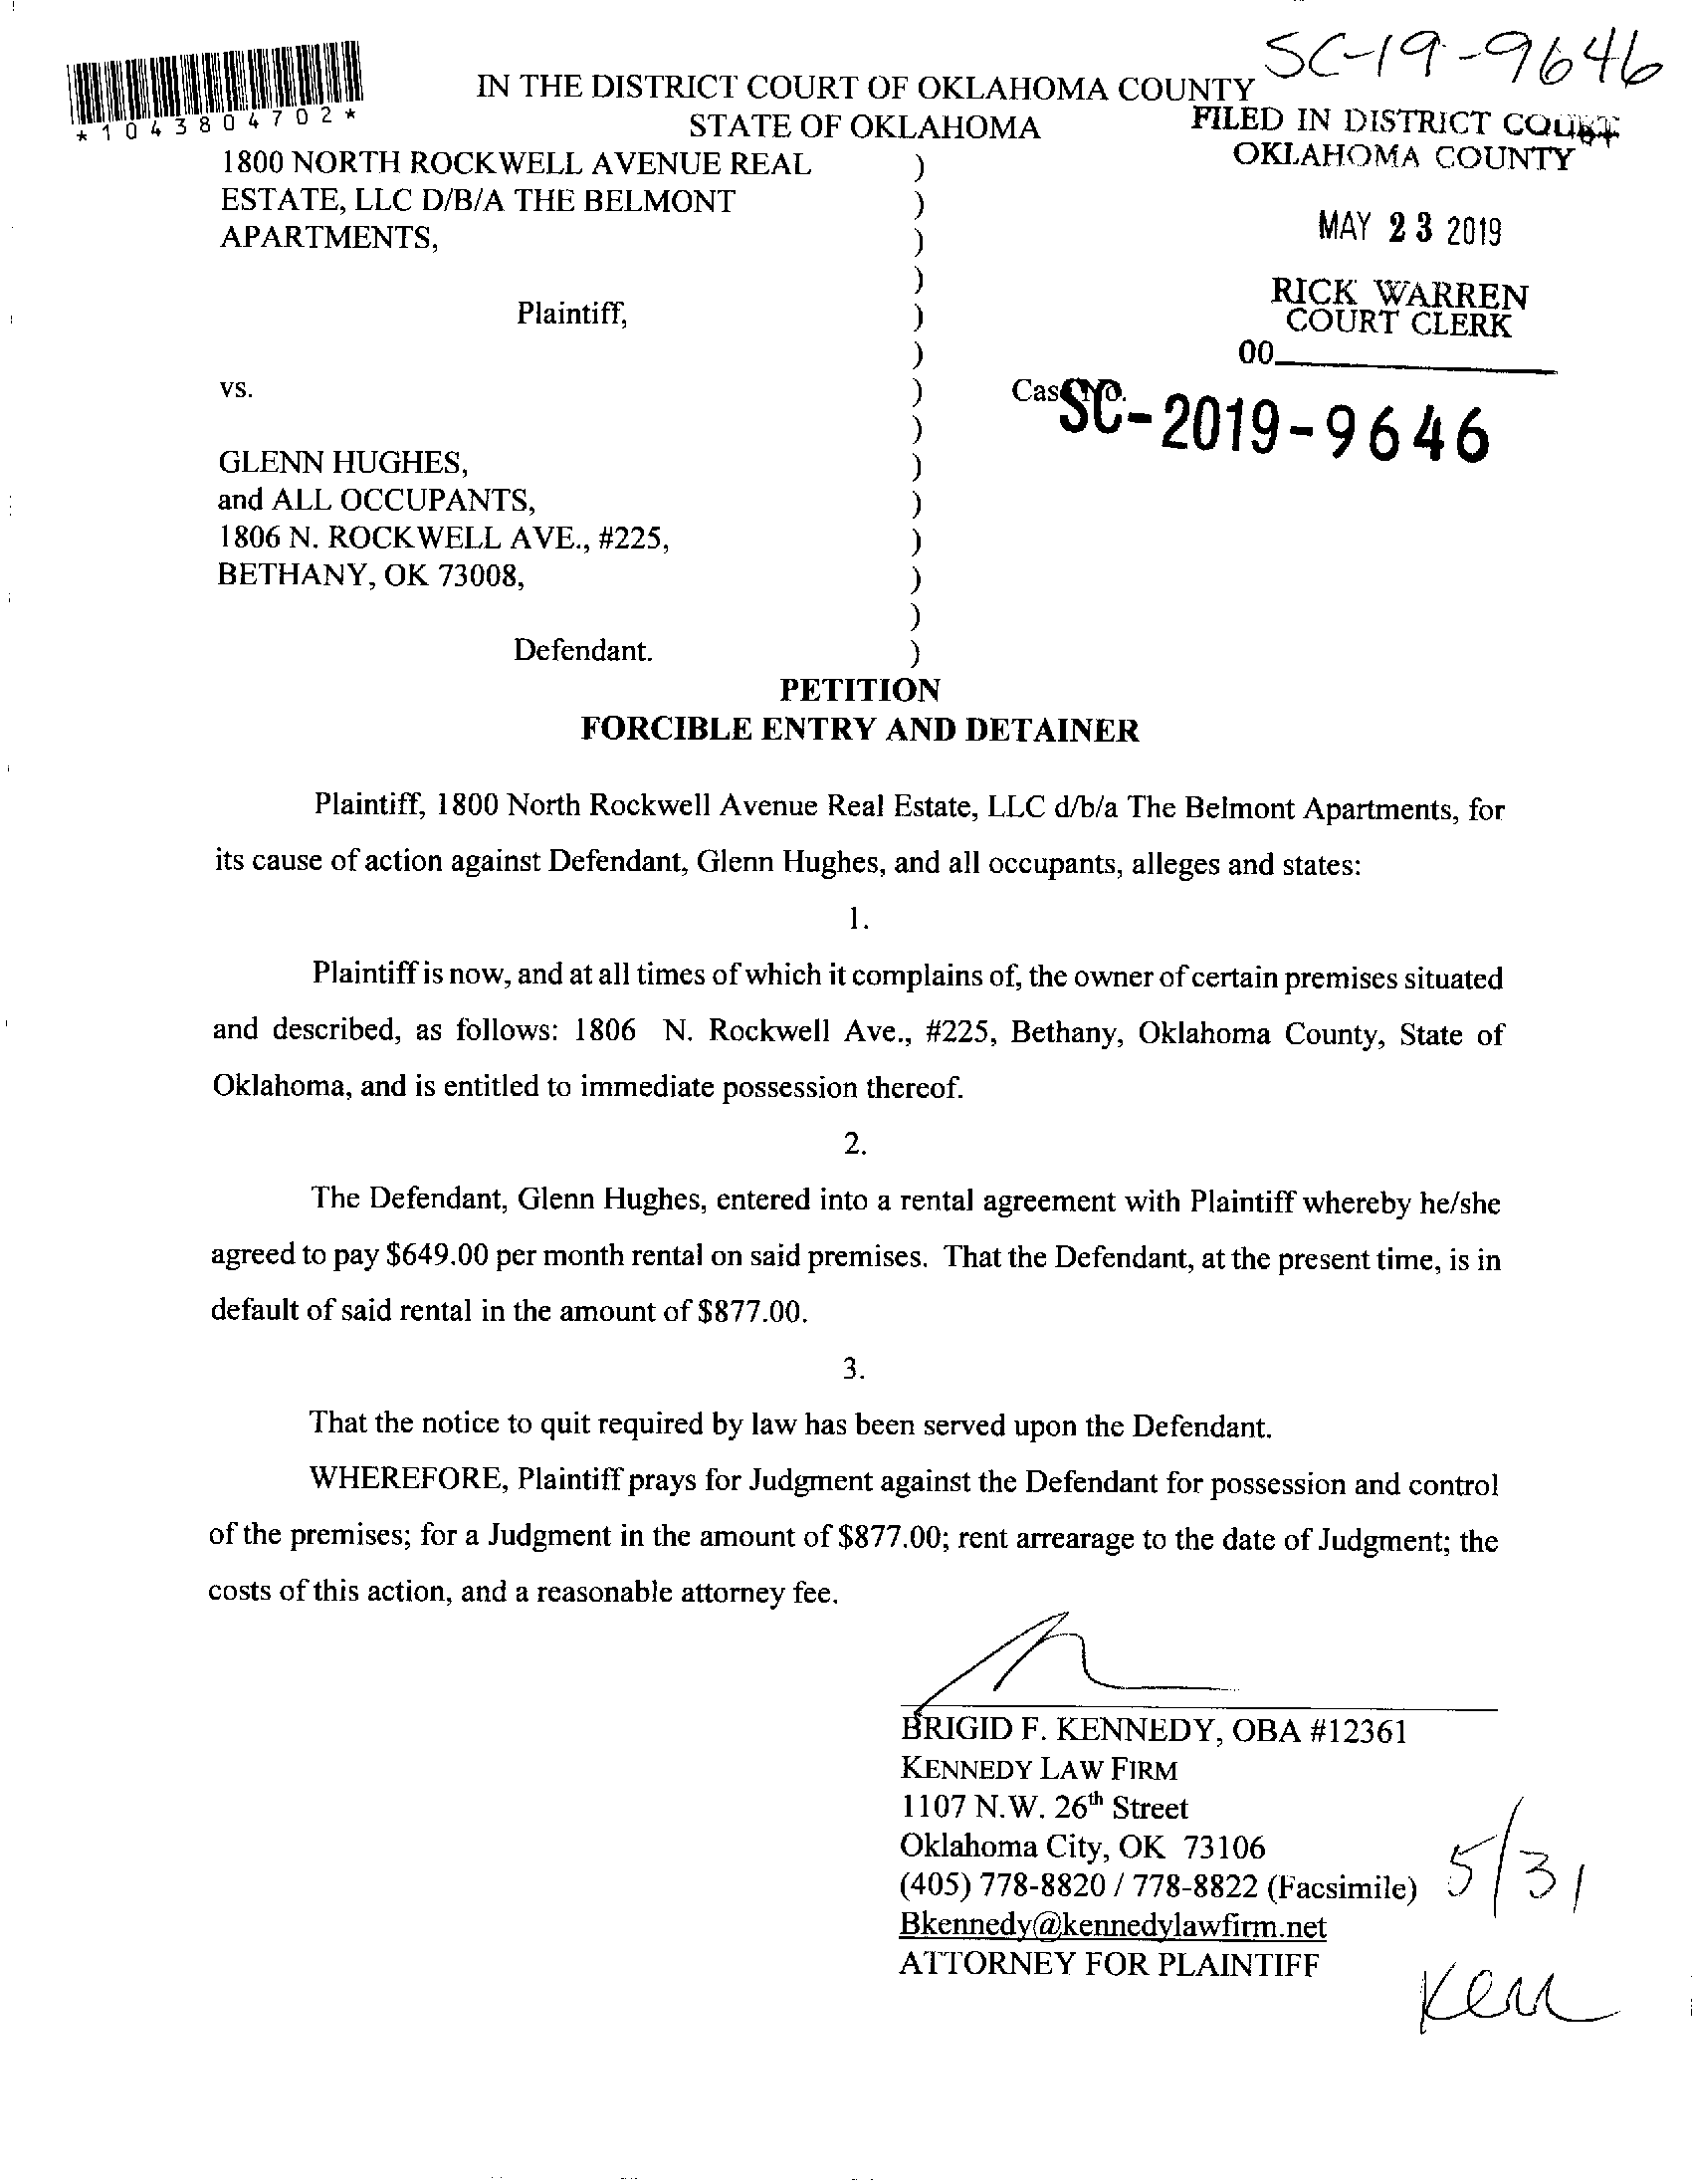 SC-19-9646
*1043804702*
IN THE DISTRICT COURT OF OKLAHOMA COUNTY
STATE OF OKLAHOMA
FILED IN DISTRICT COURT
OKLAHOMA COUNTY
MAY 23 2019
RICK WARREN
COURT CLERK
00
1800 NORTH ROCKWELL AVENUE REAL )
ESTATE, LLC D/B/A THE BELMONT )
APARTMENTS, )
)
Plaintiff, )
)
vs. ) Case No.
SC-2019-9646
)
GLENN HUGHES, )
and ALL OCCUPANTS, )
1806 N. ROCKWELL AVE., #225, )
BETHANY, OK 73008, )
)
Defendant. )
PETITION
FORCIBLE ENTRY AND DETAINER
Plaintiff, 1800 North Rockwell Avenue Real Estate, LLC d/b/a The Belmont Apartments, for
its cause of action against Defendant, Glenn Hughes, and all occupants, alleges and states:
1.
Plaintiff is now, and at all times of which it complains of, the owner of certain premises situated
and described, as follows: 1806 N. Rockwell Ave., #225, Bethany, Oklahoma County, State of
Oklahoma, and is entitled to immediate possession thereof.
2.
The Defendant, Glenn Hughes, entered into a rental agreement with Plaintiff whereby he/she
agreed to pay $649.00 per month rental on said premises. That the Defendant, at the present time, is in
default of said rental in the amount of $877.00.
3.
That the notice to quit required by law has been served upon the Defendant.
WHEREFORE, Plaintiff prays for Judgment against the Defendant for possession and control
of the premises; for a Judgment in the amount of $877.00; rent arrearage to the date of Judgment; the
costs of this action, and a reasonable attorney fee.
BRIGID F. KENNEDY, OBA #12361
KENNEDY LAW FIRM
1107 N.W. 26th Street
Oklahoma City, OK 73106
(405) 778-8820 / 778-8822 (Facsimile)
Bkennedy@kennedylawfirm.net
ATTORNEY FOR PLAINTIFF
5/31